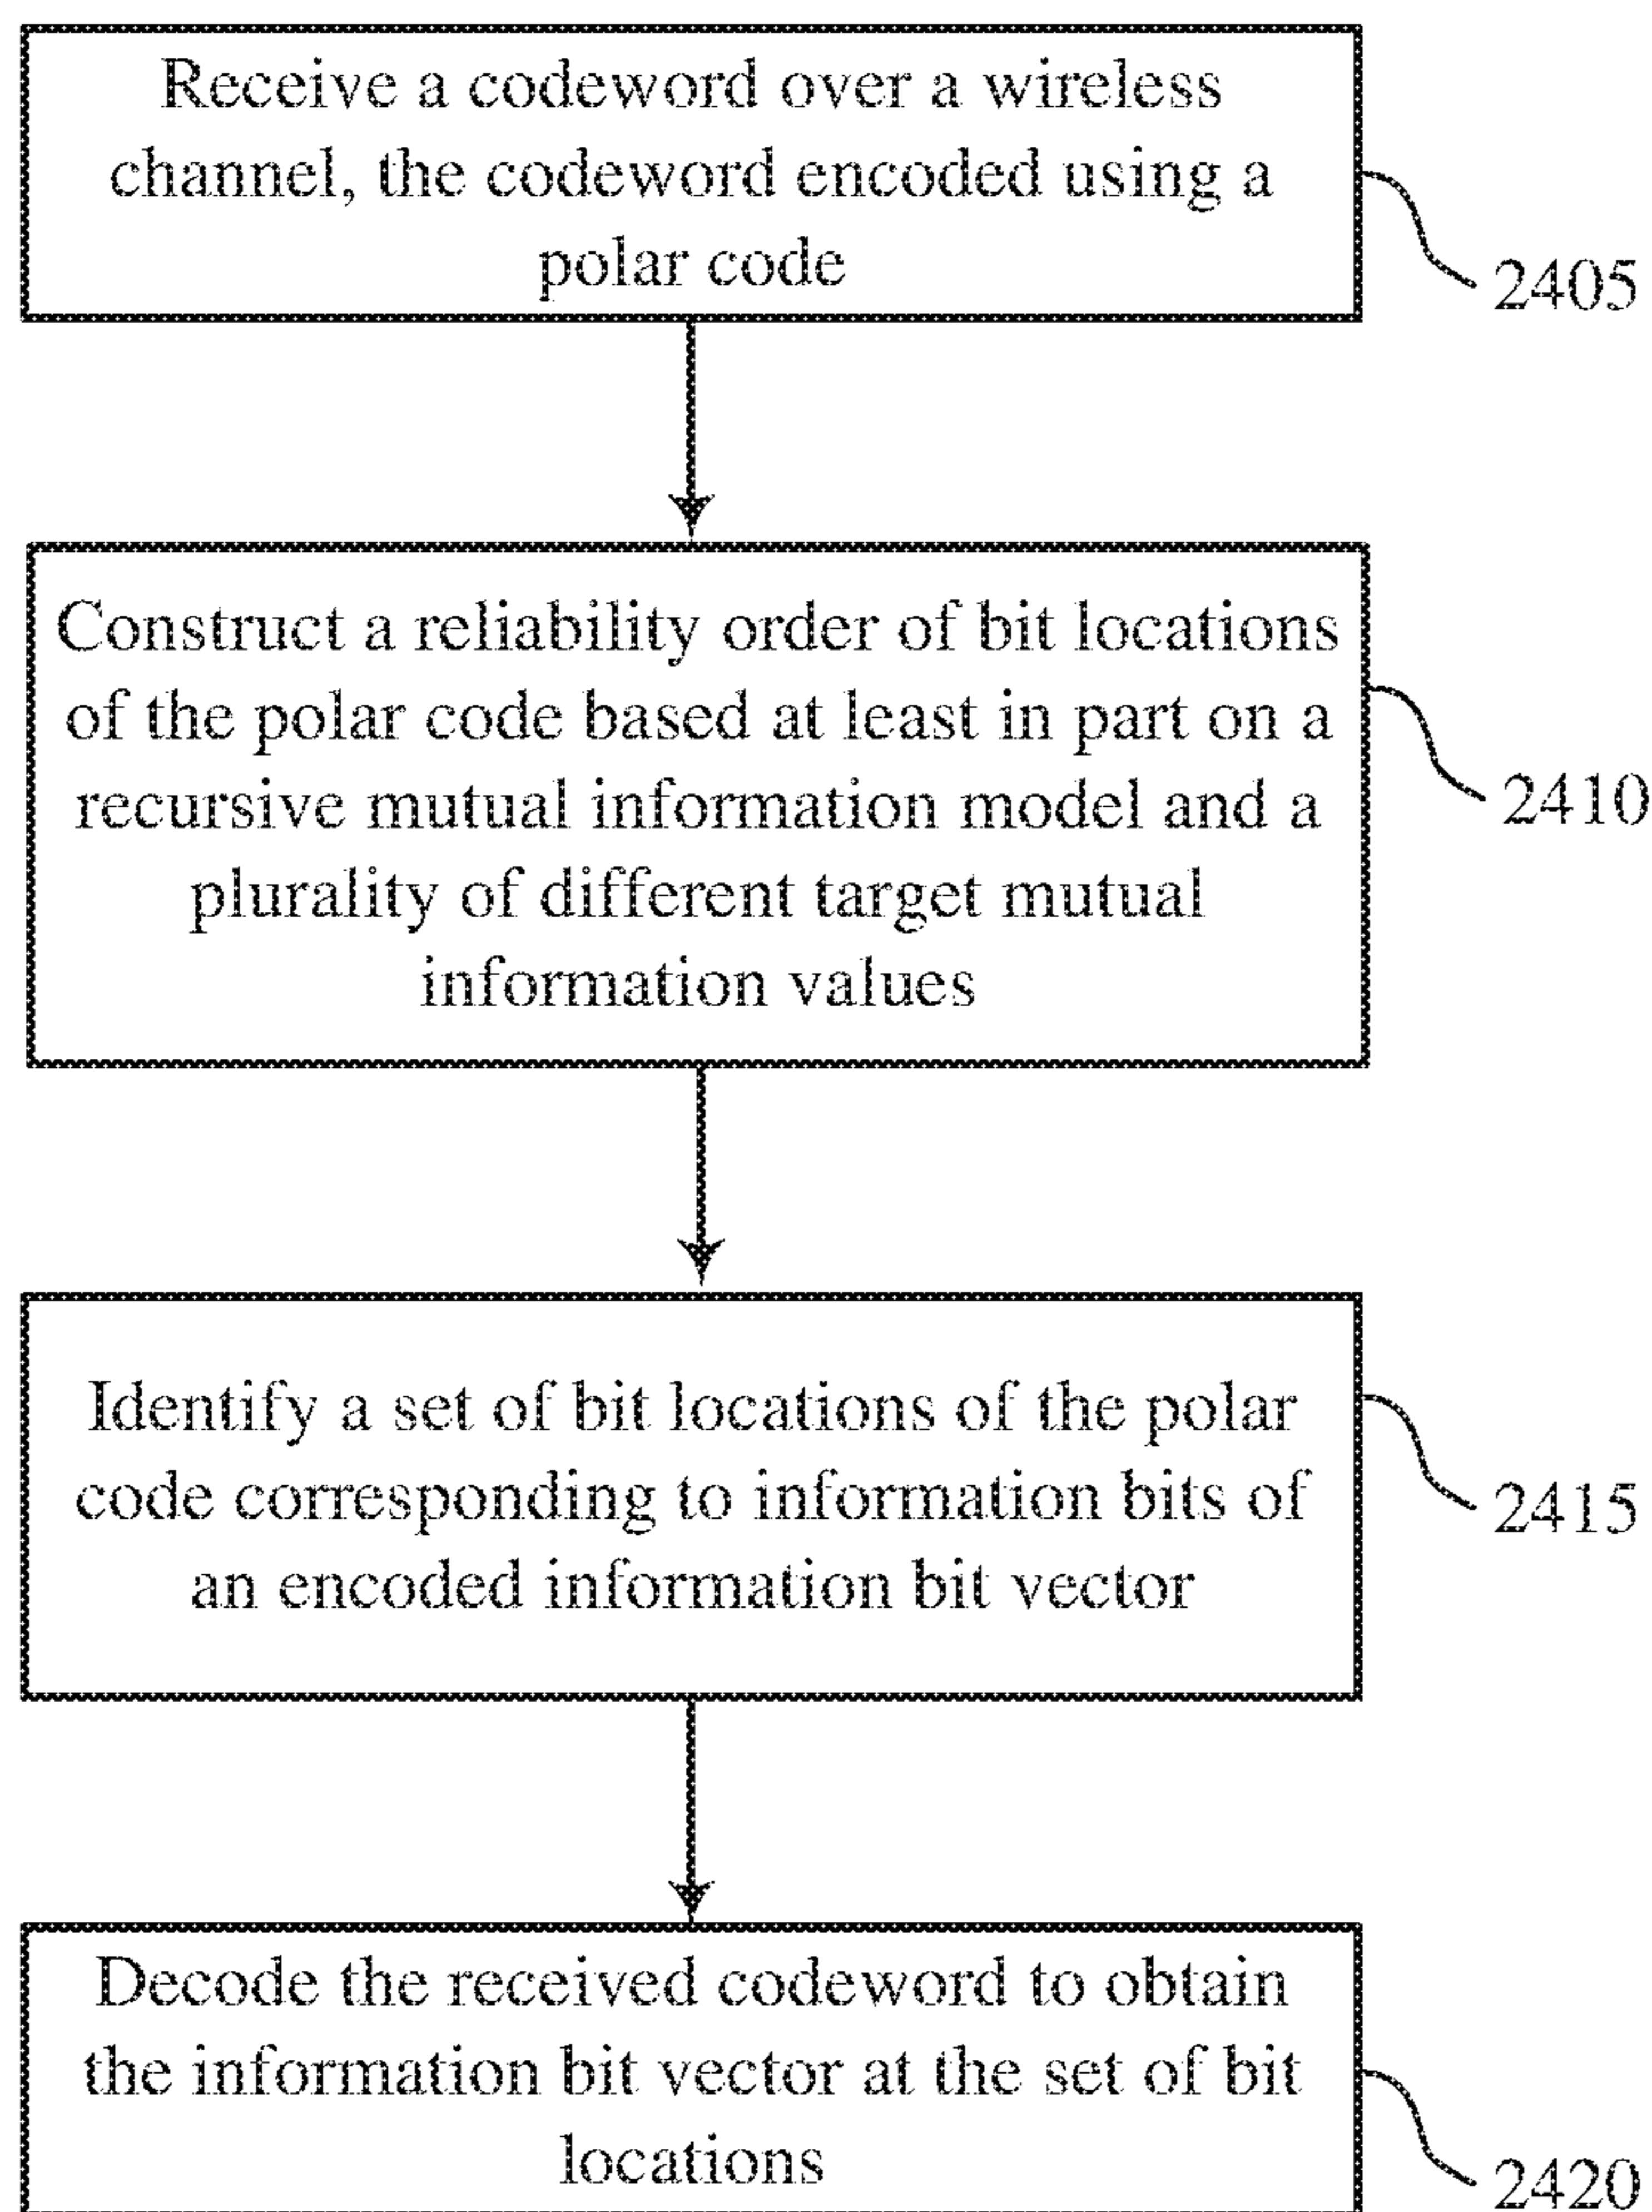 Receive a codeword over a wireless
channel, the codeword encoded using a
polar code
2405
Construct a reliability order of bit locations
of the polar code based at least in part on a
recursive mutual information model and a
plurality of different target mutual
information values
2410
Identify a set of bit locations of the polar
code corresponding to information bits of
an encoded information bit vector
2415
Decode the received codeword to obtain
the information bit vector at the set of bit
locations
2420